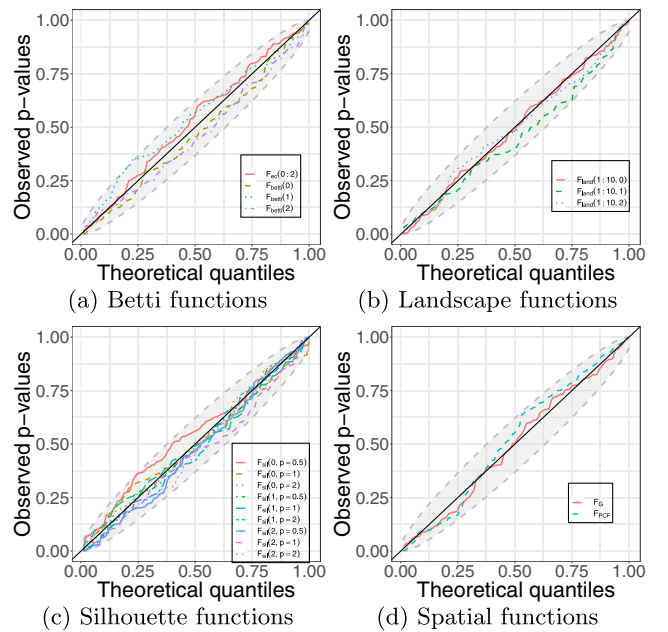 1.00
0.75
0.50
0.25
0.00
Observed p−values
F_ec(0 : 2)
F_betti(0)
F_betti(1)
F_betti(2)
0.00 0.25 0.50 0.75 1.00
Theoretical quantiles
(a) Betti functions
1.00
0.75
0.50
0.25
0.00
Observed p−values
F_land(1 : 10, 0)
F_land(1 : 10, 1)
F_land(1 : 10, 2)
0.00 0.25 0.50 0.75 1.00
Theoretical quantiles
(b) Landscape functions
1.00
0.75
0.50
0.25
0.00
Observed p−values
F_sil(0, p = 0.5)
F_sil(0, p = 1)
F_sil(0, p = 2)
F_sil(1, p = 0.5)
F_sil(1, p = 1)
F_sil(1, p = 2)
F_sil(2, p = 0.5)
F_sil(2, p = 1)
F_sil(2, p = 2)
0.00 0.25 0.50 0.75 1.00
Theoretical quantiles
(c) Silhouette functions
1.00
0.75
0.50
0.25
0.00
Observed p−values
F_G
F_PCF
0.00 0.25 0.50 0.75 1.00
Theoretical quantiles
(d) Spatial functions